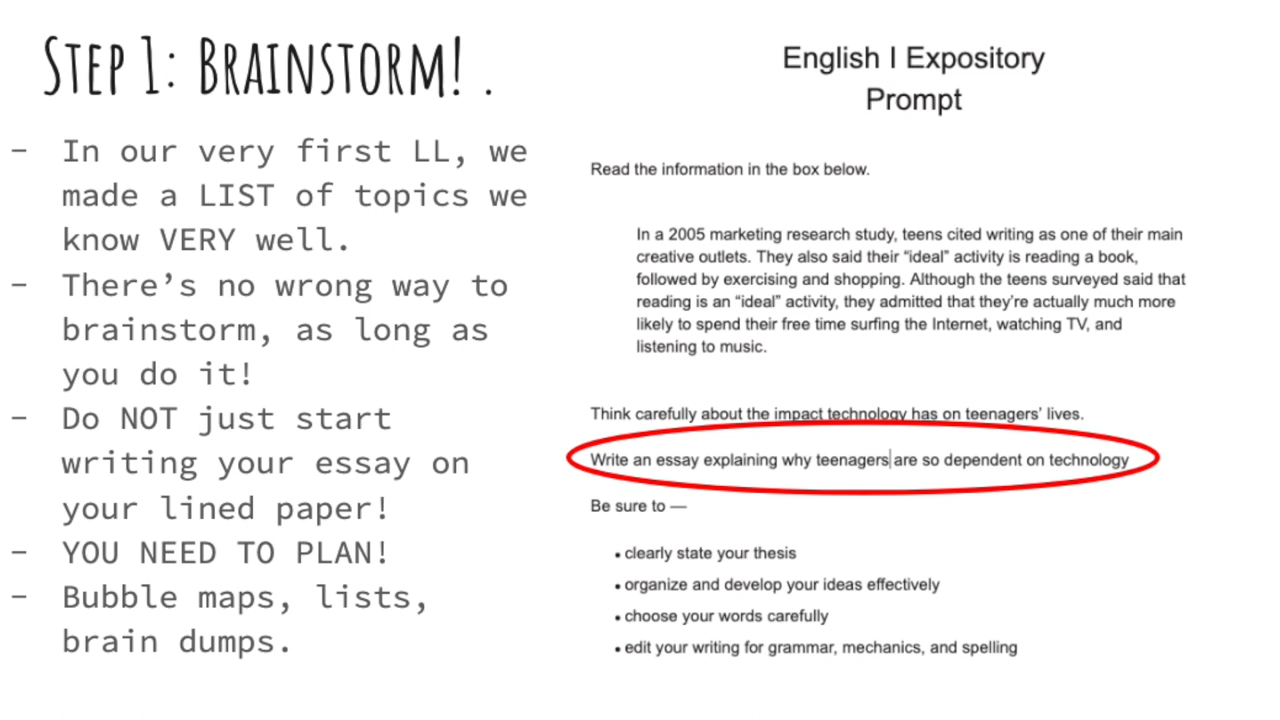 Step 1: Brainstorm! .
- In our very first LL, we
made a LIST of topics we
know VERY well.
- There’s no wrong way to
brainstorm, as long as
you do it!
- Do NOT just start
writing your essay on
your lined paper!
- YOU NEED TO PLAN!
- Bubble maps, lists,
brain dumps.
English I Expository
Prompt
Read the information in the box below.
In a 2005 marketing research study, teens cited writing as one of their main
creative outlets. They also said their “ideal” activity is reading a book,
followed by exercising and shopping. Although the teens surveyed said that
reading is an “ideal” activity, they admitted that they’re actually much more
likely to spend their free time surfing the Internet, watching TV, and
listening to music.
Think carefully about the impact technology has on teenagers’ lives.
Write an essay explaining why teenagers are so dependent on technology
Be sure to —
• clearly state your thesis
• organize and develop your ideas effectively
• choose your words carefully
• edit your writing for grammar, mechanics, and spelling